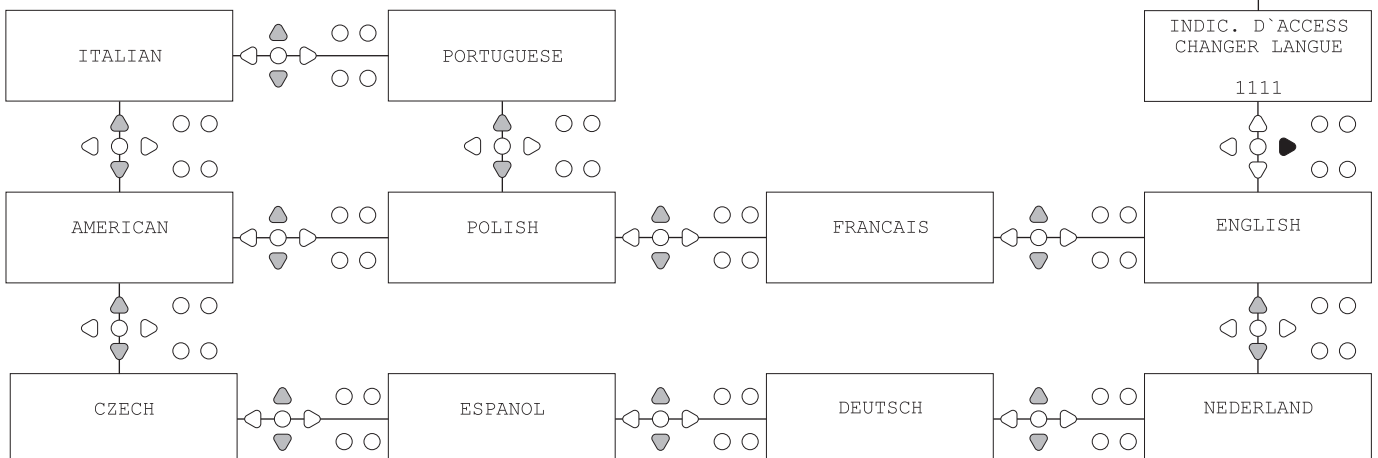 ITALIAN
PORTUGUESE
INDIC. D`ACCESS
CHANGER LANGUE
1111
AMERICAN
POLISH
FRANCAIS
ENGLISH
CZECH
ESPANOL
DEUTSCH
NEDERLAND